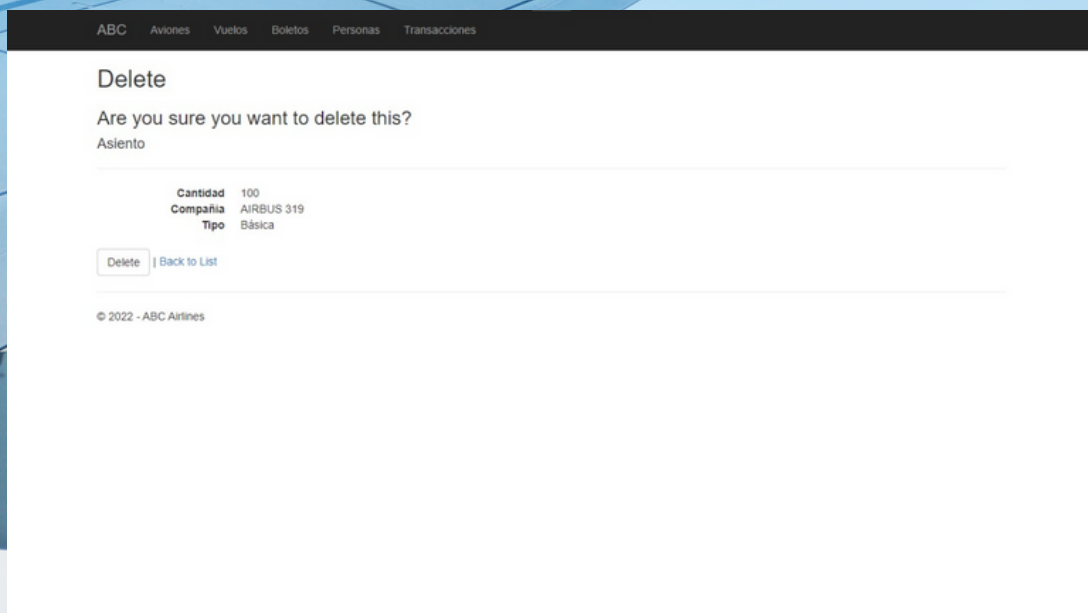 ABC Aviones Vuelos Boletos Personas Transacciones
Delete
Are you sure you want to delete this?
Asiento
Cantidad 100
Compañia AIRBUS 319
Tipo Básica
Delete | Back to List
© 2022 - ABC Airlines